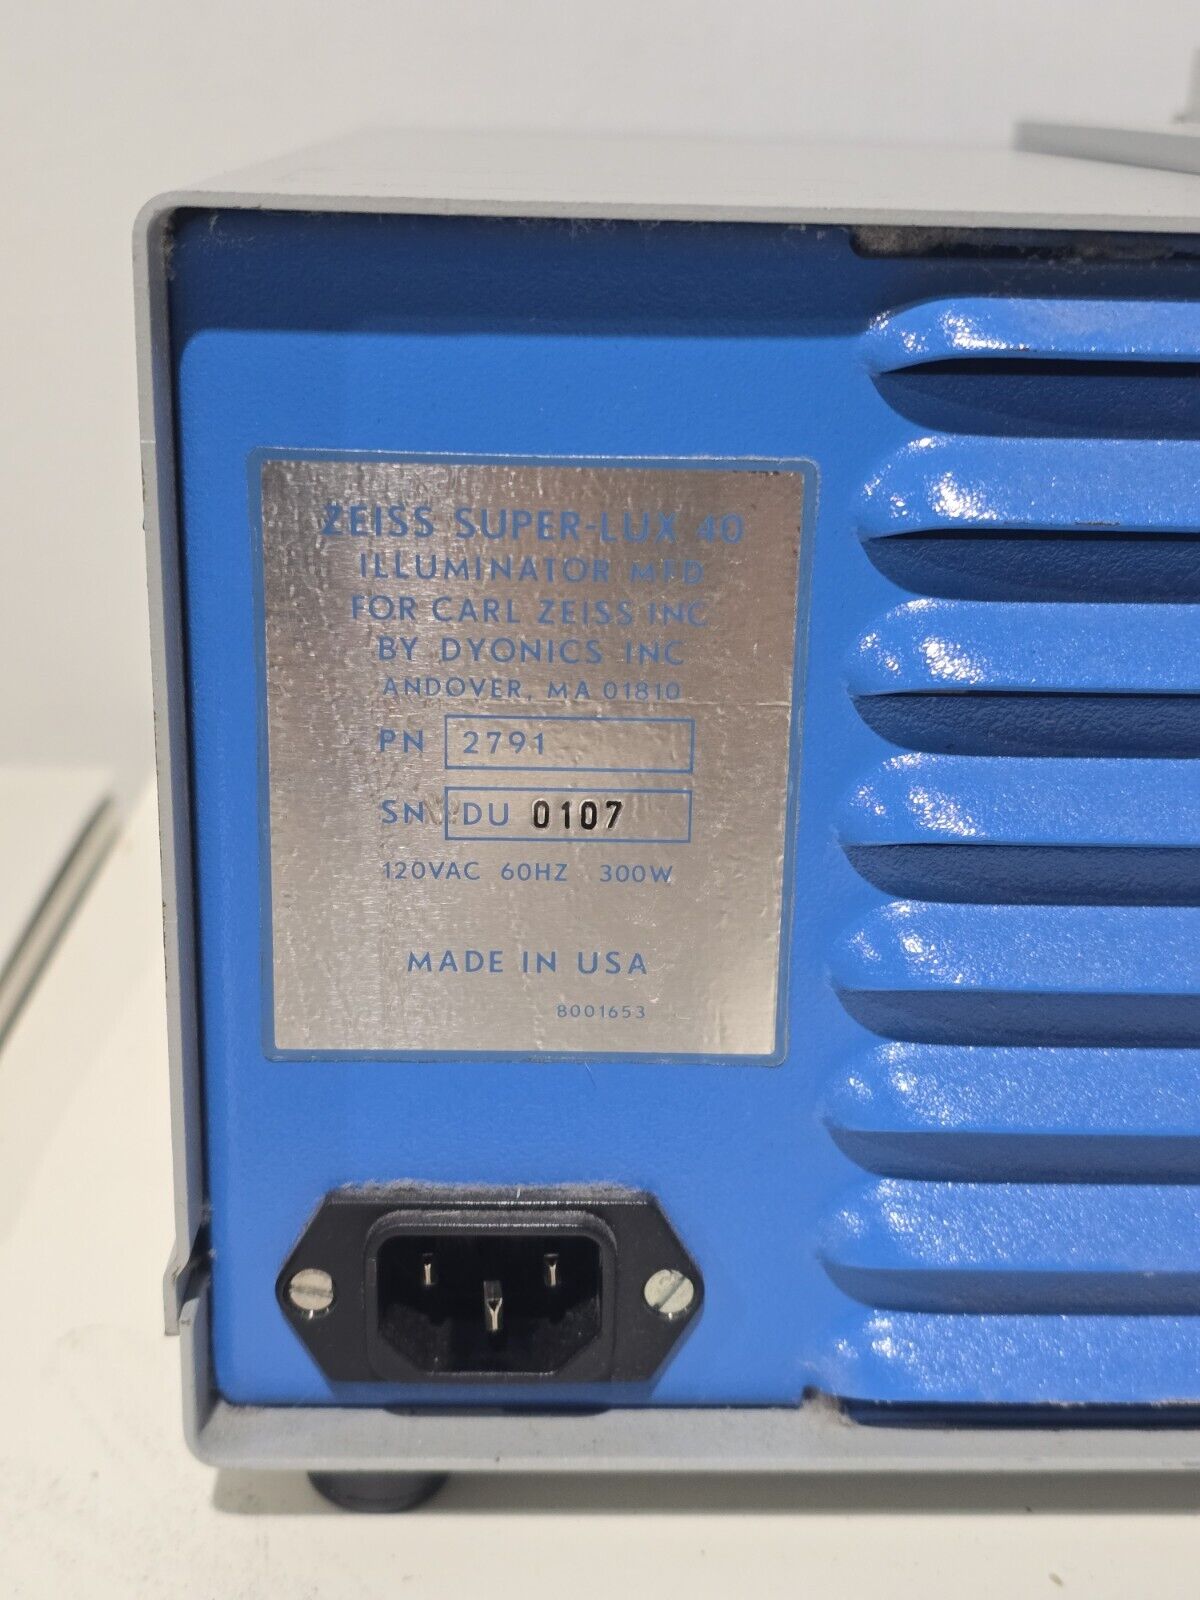 ZEISS SUPER-LUX 40
ILLUMINATOR MFD
FOR CARL ZEISS INC
BY DYONICS INC
ANDOVER, MA 01810
PN 2791
SN DU 0107
120VAC 60HZ 300W
MADE IN USA
8001653